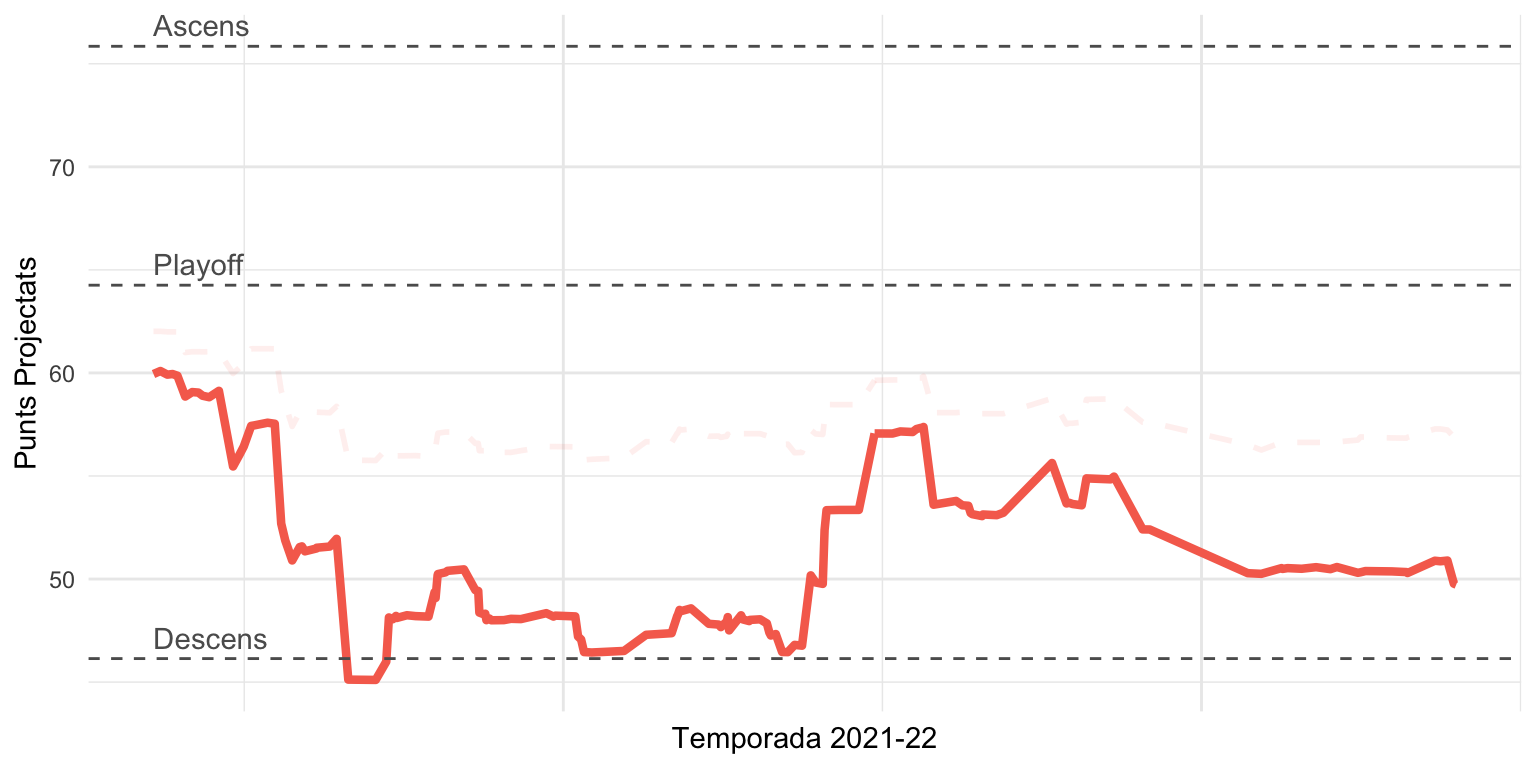 Ascens
70
Playoff
60
50
Descens
Punts Projectats
Temporada 2021-22